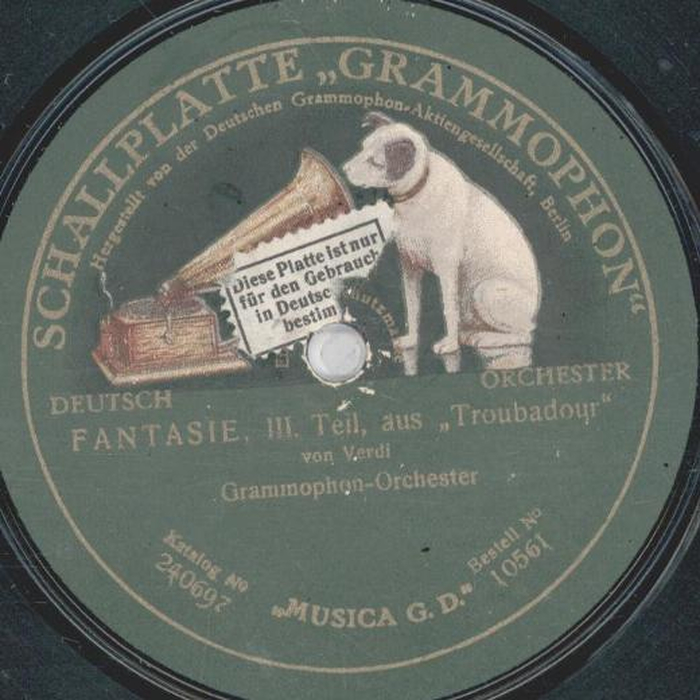 SCHALLPLATTE „GRAMMOPHON“
Hergestellt von der Deutschen Grammophon-Aktiengesellschaft, Berlin
Diese Platte ist nur
für den Gebrauch
in Deutsc
bestim
DEUTSCH
ORCHESTER
FANTASIE, III. Teil, aus „Troubadour“
von Verdi
Grammophon-Orchester
Katalog No
240697
Bestell No
10561
„MUSICA G. D.“